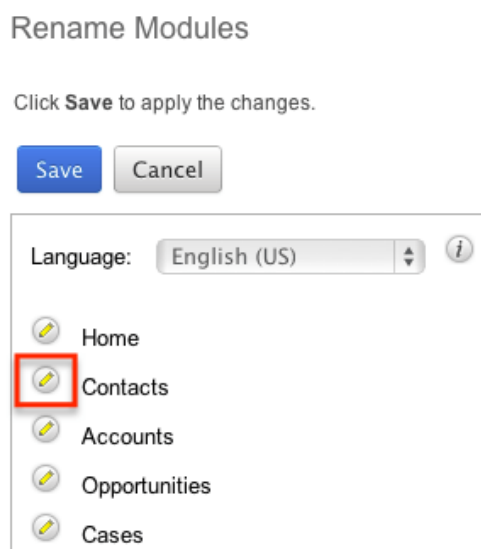 Rename Modules
Click Save to apply the changes.
Save Cancel
Language: English (US) i
Home
Contacts
Accounts
Opportunities
Cases